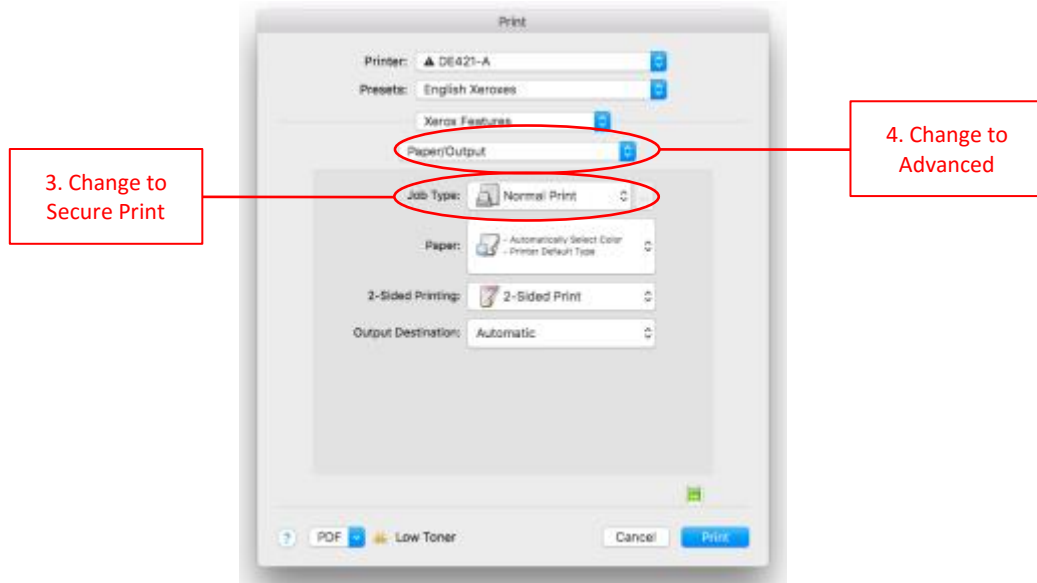 Print
Printer: ▲ DE421-A
Presets: English Xeroxes
Xerox Features
Paper/Output
4. Change to
Advanced
3. Change to
Secure Print
Job Type: Normal Print
Paper: - Automatically Select Color
- Printer Default Type
2-Sided Printing: 2-Sided Print
Output Destination: Automatic
? PDF Low Toner Cancel Print